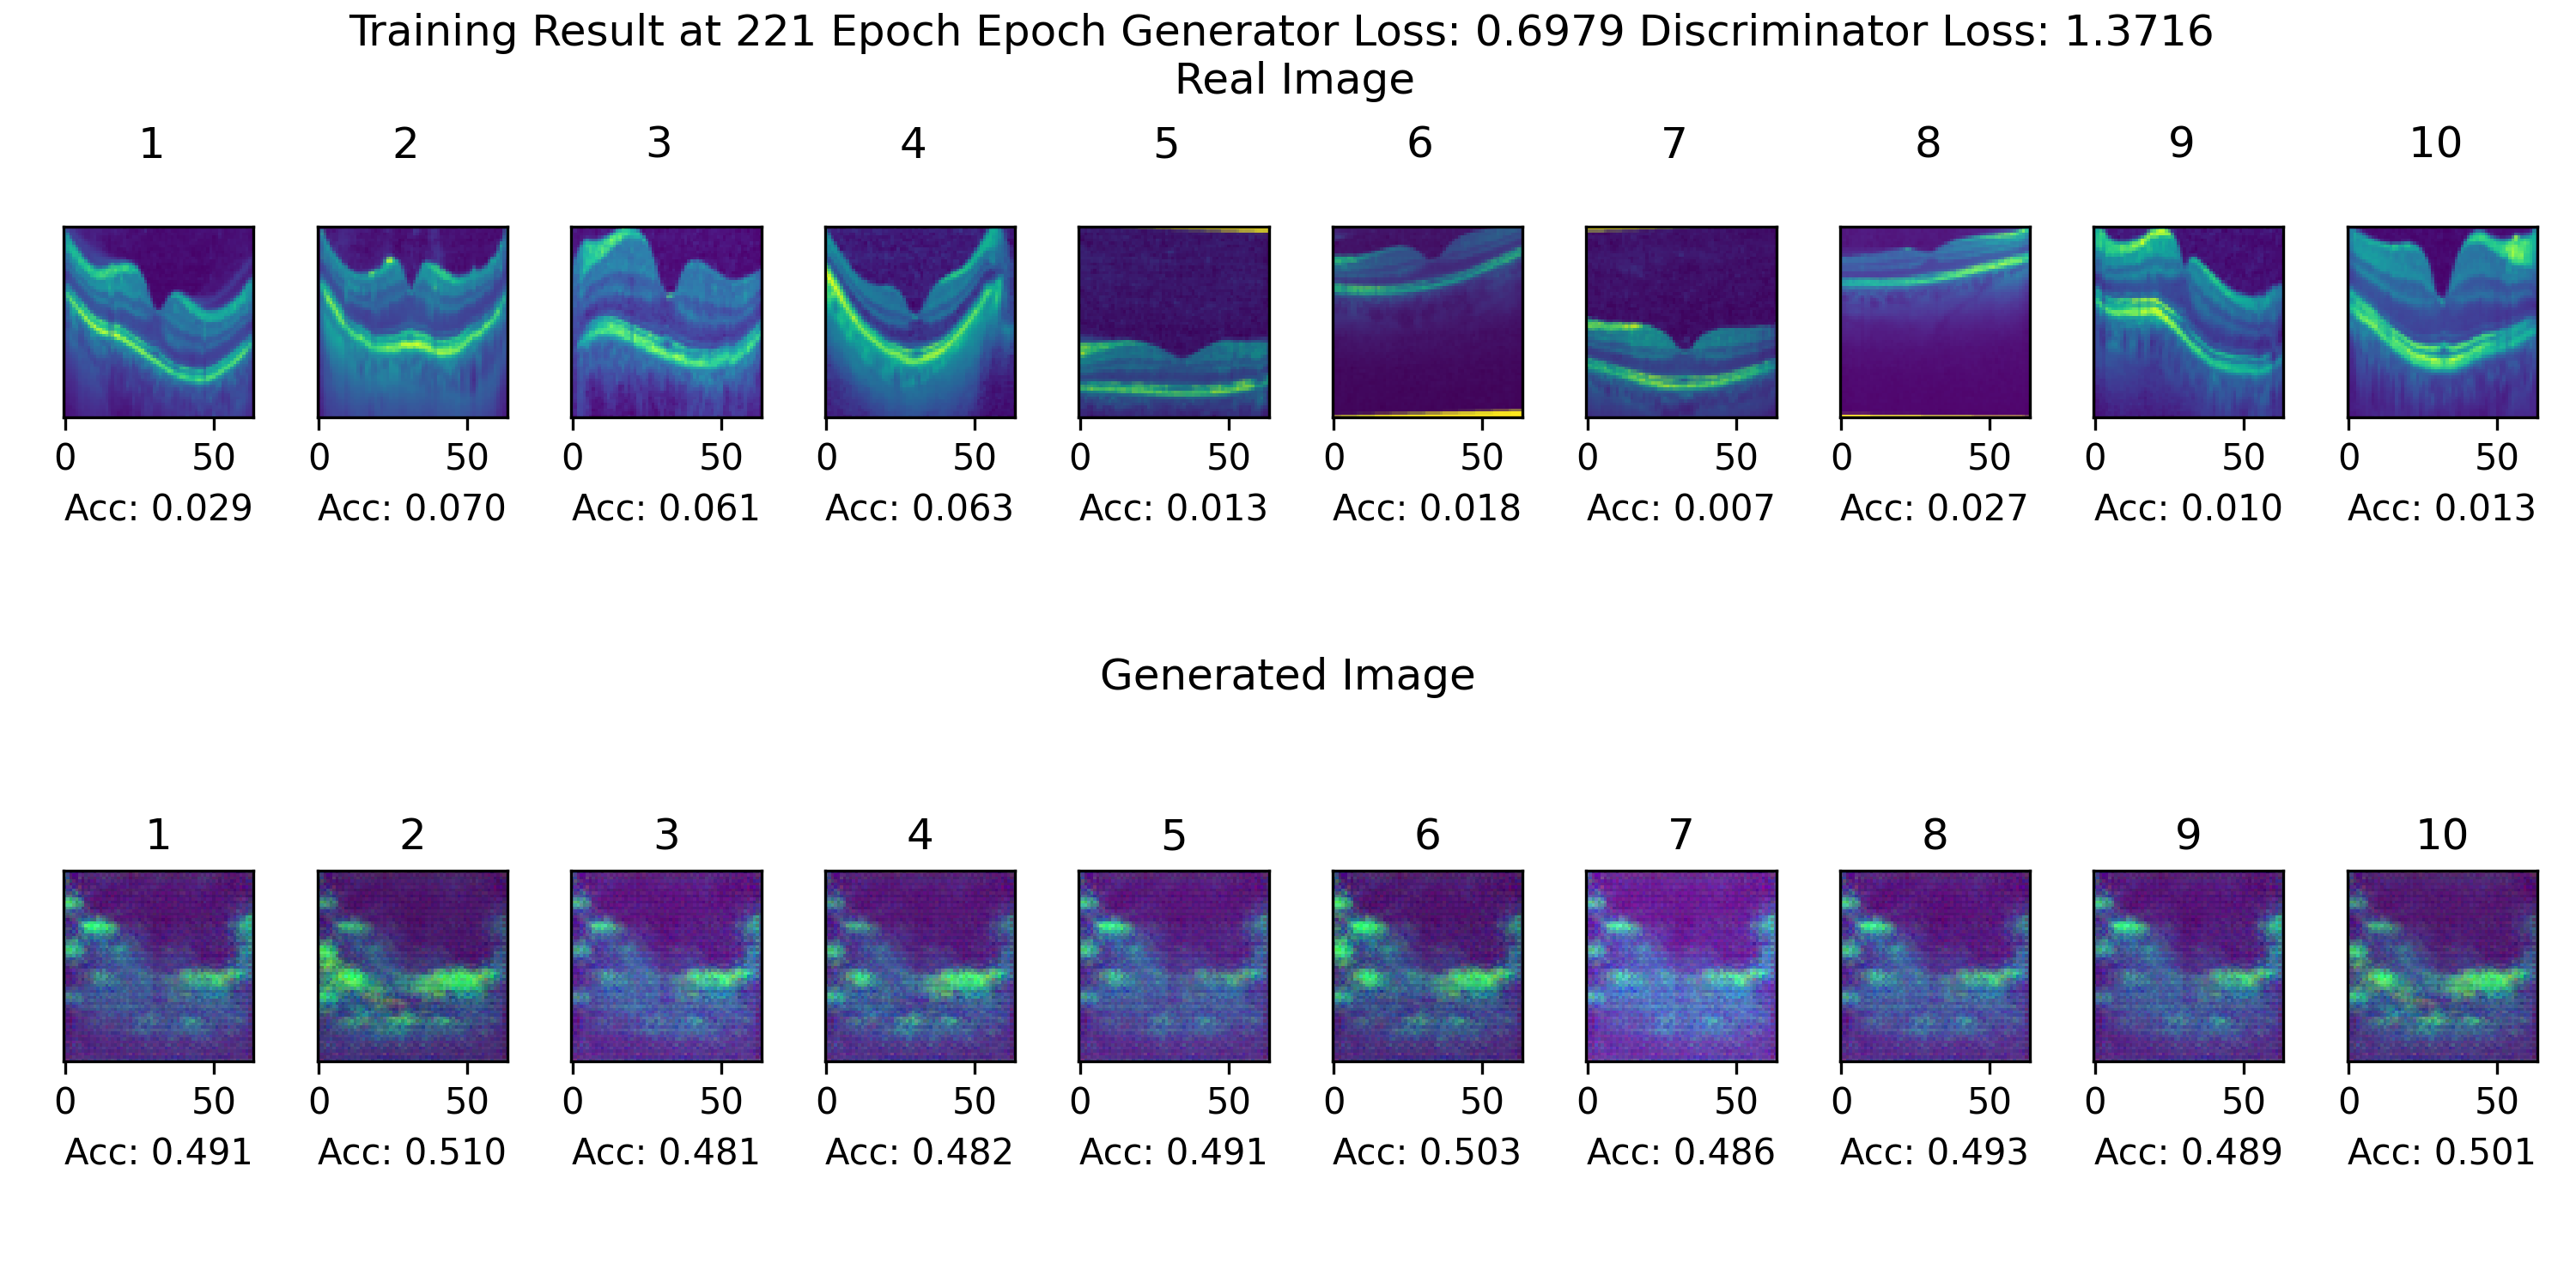 Training Result at 221 Epoch Epoch Generator Loss: 0.6979 Discriminator Loss: 1.3716
Real Image
1 2 3 4 5 6 7 8 9 10
0 50 0 50 0 50 0 50 0 50 0 50 0 50 0 50 0 50 0 50
Acc: 0.029 Acc: 0.070 Acc: 0.061 Acc: 0.063 Acc: 0.013 Acc: 0.018 Acc: 0.007 Acc: 0.027 Acc: 0.010 Acc: 0.013
Generated Image
1 2 3 4 5 6 7 8 9 10
0 50 0 50 0 50 0 50 0 50 0 50 0 50 0 50 0 50 0 50
Acc: 0.491 Acc: 0.510 Acc: 0.481 Acc: 0.482 Acc: 0.491 Acc: 0.503 Acc: 0.486 Acc: 0.493 Acc: 0.489 Acc: 0.501